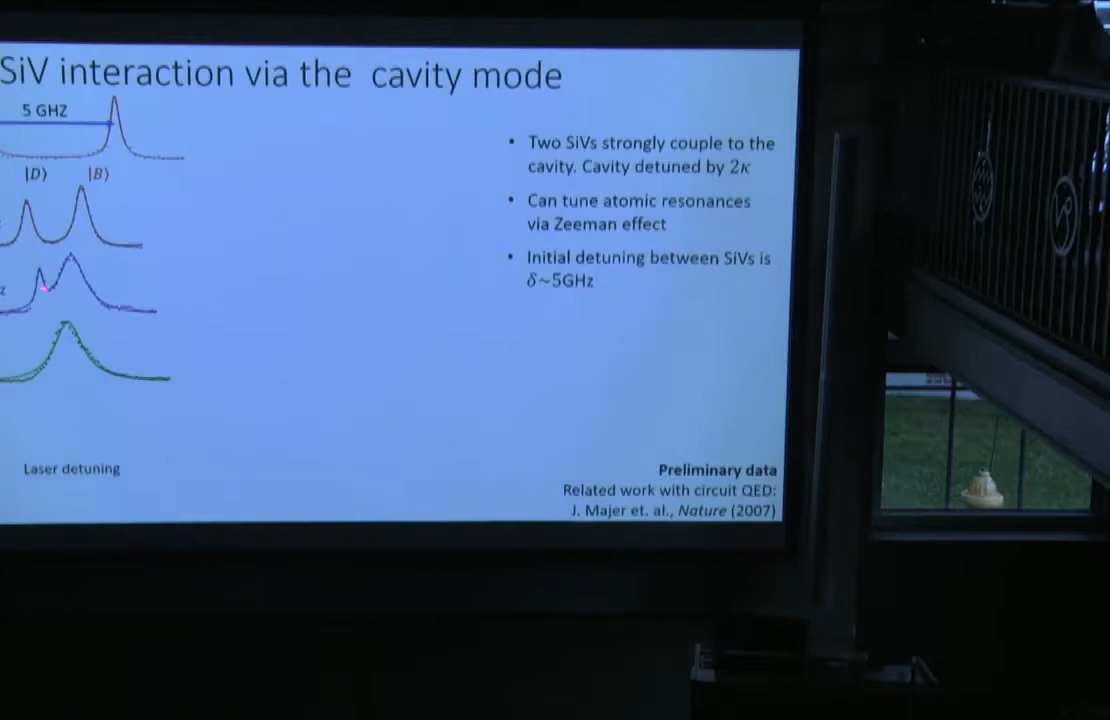 SiV interaction via the cavity mode
5 GHZ
|D⟩ |B⟩
z
• Two SiVs strongly couple to the
cavity. Cavity detuned by 2κ
• Can tune atomic resonances
via Zeeman effect
• Initial detuning between SiVs is
δ~5GHz
Laser detuning
Preliminary data
Related work with circuit QED:
J. Majer et. al., Nature (2007)